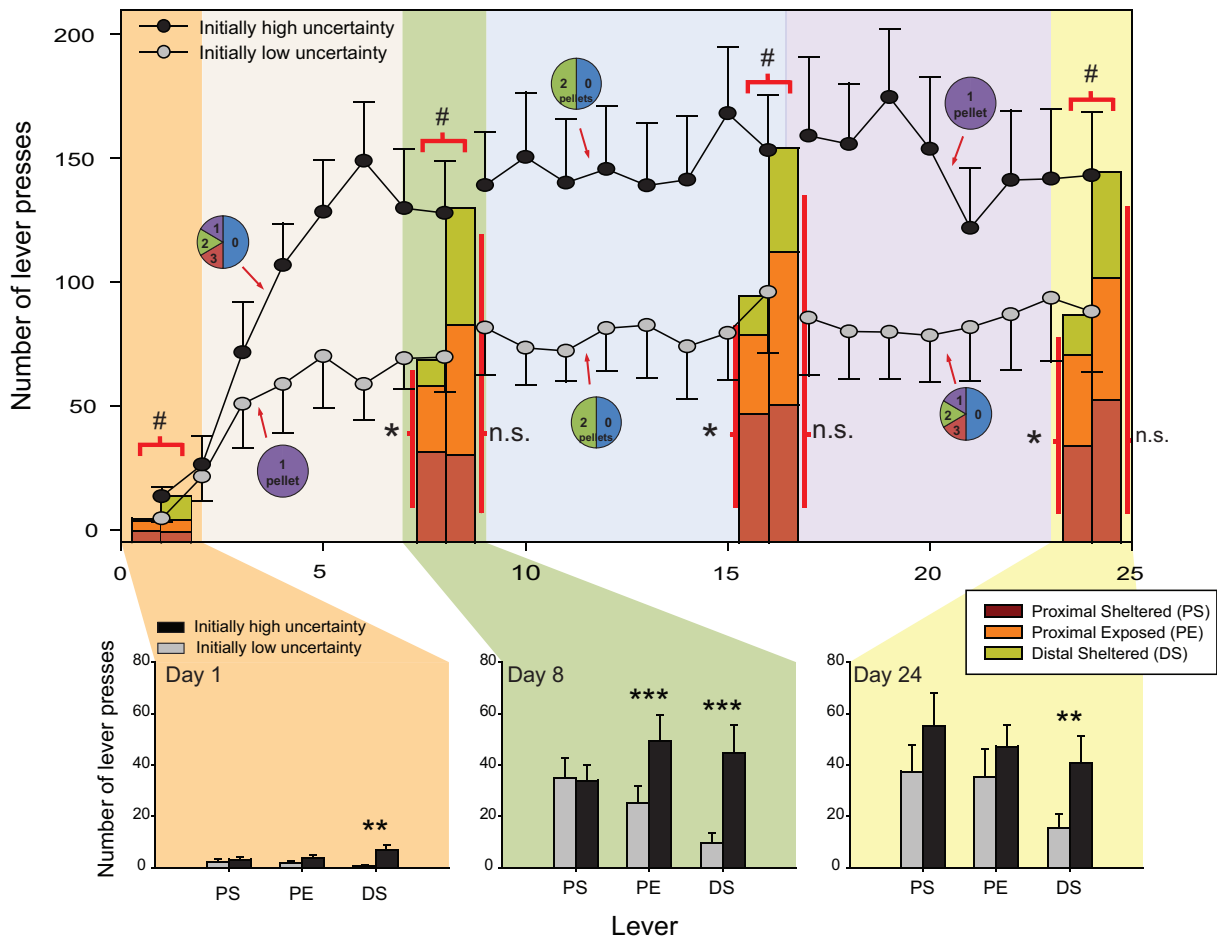 Number of lever presses
200
150
100
50
0
Initially high uncertainty
Initially low uncertainty
#
#
#
#
1
2
3
0
1
pellet
2 0
pellets
2 0
pellets
1
pellet
1
2
3
0
*
n.s.
*
n.s.
*
n.s.
0 5 10 15 20 25
Proximal Sheltered (PS)
Proximal Exposed (PE)
Distal Sheltered (DS)
Initially high uncertainty
Initially low uncertainty
Number of lever presses
80
60
40
20
0
Day 1
**
PS PE DS
80
60
40
20
0
Day 8
***
***
PS PE DS
80
60
40
20
0
Day 24
**
PS PE DS
Lever